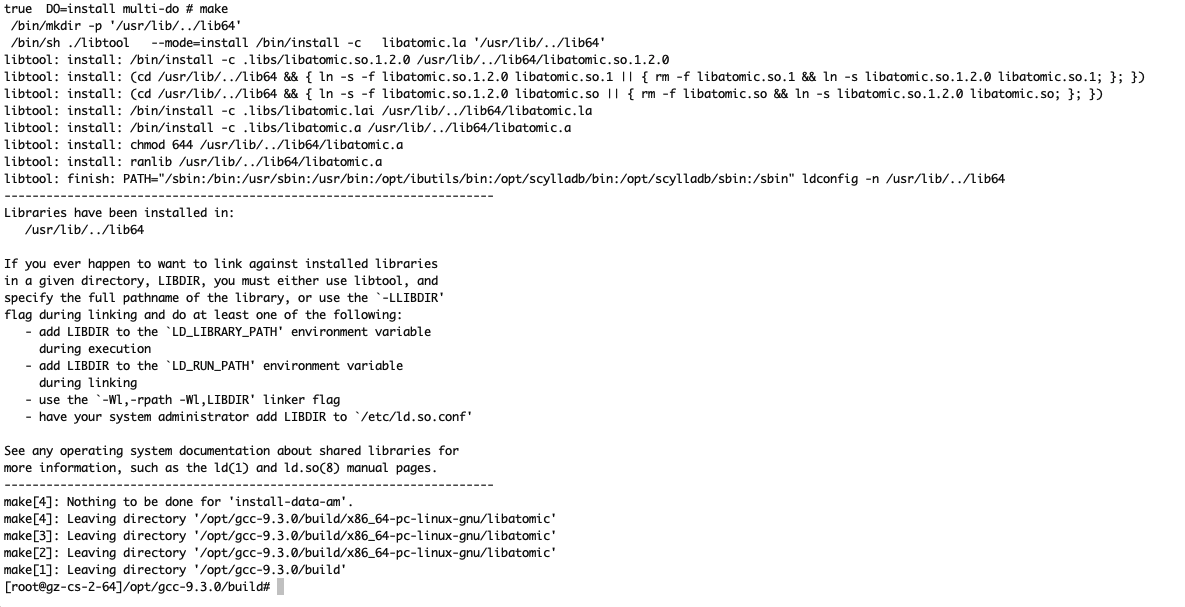 true  DO=install multi-do # make
 /bin/mkdir -p '/usr/lib/../lib64'
 /bin/sh ./libtool   --mode=install /bin/install -c   libatomic.la '/usr/lib/../lib64'
libtool: install: /bin/install -c .libs/libatomic.so.1.2.0 /usr/lib/../lib64/libatomic.so.1.2.0
libtool: install: (cd /usr/lib/../lib64 && { ln -s -f libatomic.so.1.2.0 libatomic.so.1 || { rm -f libatomic.so.1 && ln -s libatomic.so.1.2.0 libatomic.so.1; }; })
libtool: install: (cd /usr/lib/../lib64 && { ln -s -f libatomic.so.1.2.0 libatomic.so || { rm -f libatomic.so && ln -s libatomic.so.1.2.0 libatomic.so; }; })
libtool: install: /bin/install -c .libs/libatomic.lai /usr/lib/../lib64/libatomic.la
libtool: install: /bin/install -c .libs/libatomic.a /usr/lib/../lib64/libatomic.a
libtool: install: chmod 644 /usr/lib/../lib64/libatomic.a
libtool: install: ranlib /usr/lib/../lib64/libatomic.a
libtool: finish: PATH="/sbin:/bin:/usr/sbin:/usr/bin:/opt/ibutils/bin:/opt/scylladb/bin:/opt/scylladb/sbin:/sbin" ldconfig -n /usr/lib/../lib64
----------------------------------------------------------------------
Libraries have been installed in:
   /usr/lib/../lib64

If you ever happen to want to link against installed libraries
in a given directory, LIBDIR, you must either use libtool, and
specify the full pathname of the library, or use the `-LLIBDIR'
flag during linking and do at least one of the following:
   - add LIBDIR to the `LD_LIBRARY_PATH' environment variable
     during execution
   - add LIBDIR to the `LD_RUN_PATH' environment variable
     during linking
   - use the `-Wl,-rpath -Wl,LIBDIR' linker flag
   - have your system administrator add LIBDIR to `/etc/ld.so.conf'

See any operating system documentation about shared libraries for
more information, such as the ld(1) and ld.so(8) manual pages.
----------------------------------------------------------------------
make[4]: Nothing to be done for 'install-data-am'.
make[4]: Leaving directory '/opt/gcc-9.3.0/build/x86_64-pc-linux-gnu/libatomic'
make[3]: Leaving directory '/opt/gcc-9.3.0/build/x86_64-pc-linux-gnu/libatomic'
make[2]: Leaving directory '/opt/gcc-9.3.0/build/x86_64-pc-linux-gnu/libatomic'
make[1]: Leaving directory '/opt/gcc-9.3.0/build'
[root@gz-cs-2-64]/opt/gcc-9.3.0/build#